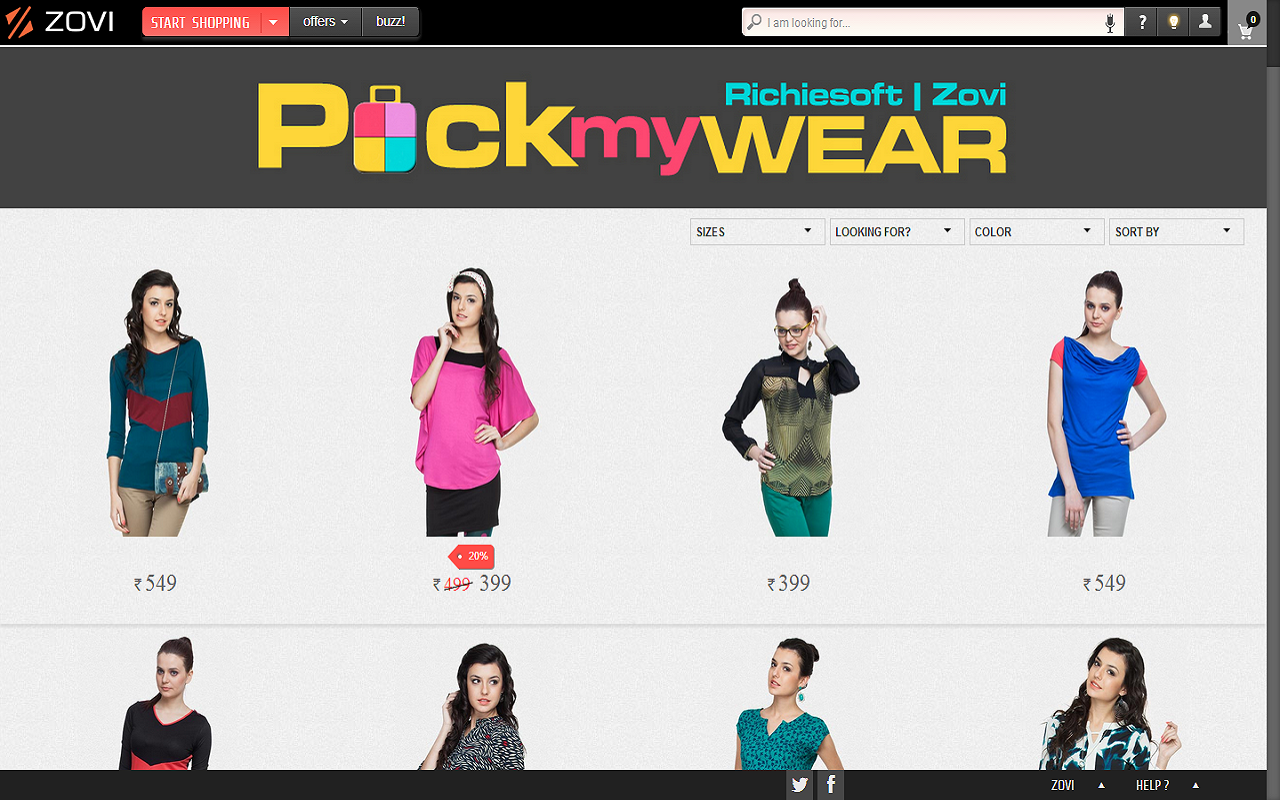 ZOVI
START SHOPPING
offers
buzz!
I am looking for...
?
0
Richiesoft | Zovi
PackmyWEAR
SIZES
LOOKING FOR?
COLOR
SORT BY
20%
₹ 549
₹ 499 399
₹ 399
₹ 549
ZOVI
HELP ?